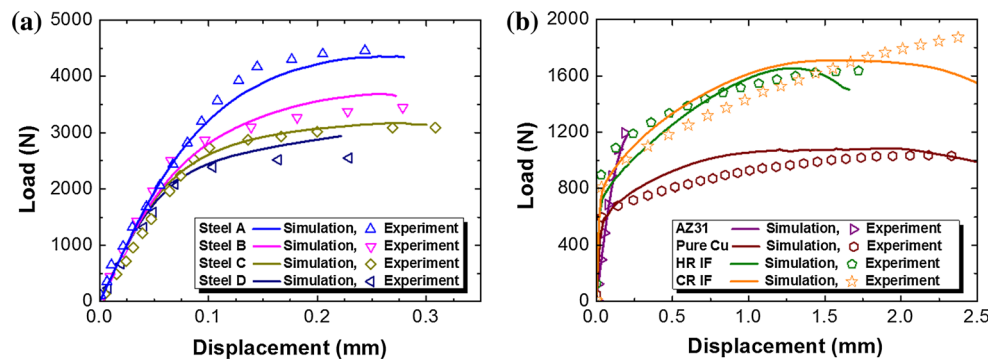 (a)
Load (N)
5000
4000
3000
2000
1000
0
Steel A Simulation, Experiment
Steel B Simulation, Experiment
Steel C Simulation, Experiment
Steel D Simulation, Experiment
0.0 0.1 0.2 0.3
Displacement (mm)
(b)
Load (N)
2000
1600
1200
800
400
0
AZ31 Simulation, Experiment
Pure Cu Simulation, Experiment
HR IF Simulation, Experiment
CR IF Simulation, Experiment
0.0 0.5 1.0 1.5 2.0 2.5
Displacement (mm)